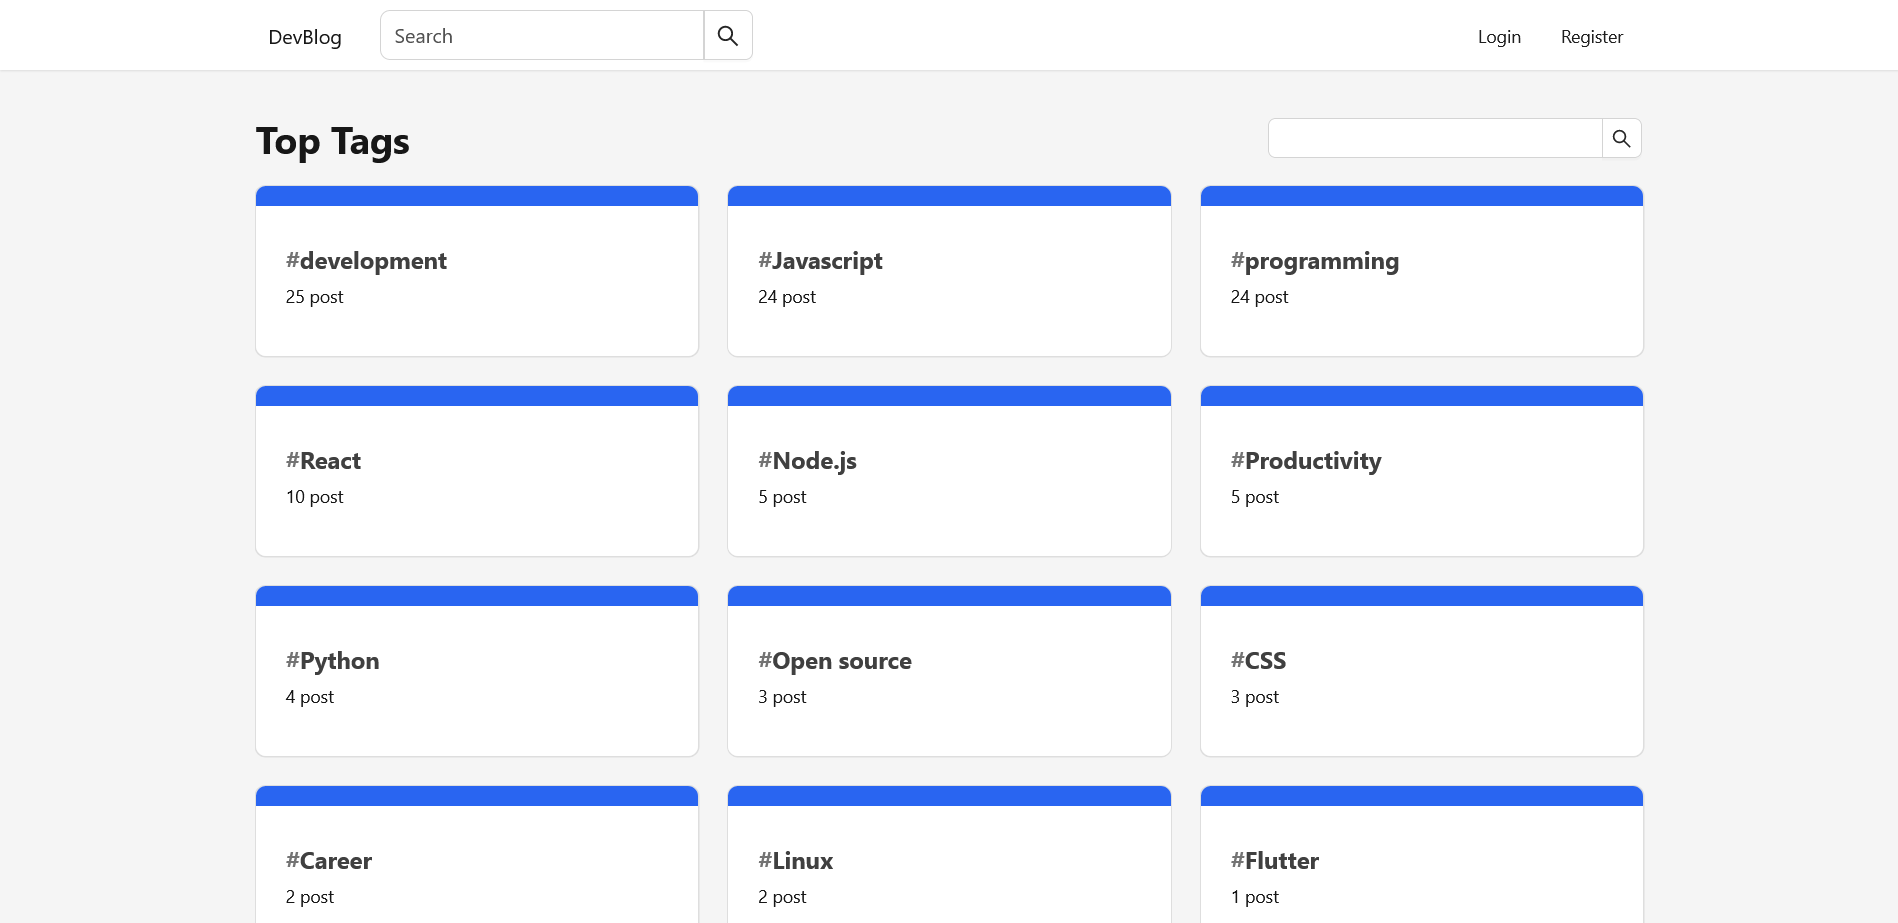 DevBlog
Search
Login
Register
Top Tags
#development
25 post
#Javascript
24 post
#programming
24 post
#React
10 post
#Node.js
5 post
#Productivity
5 post
#Python
4 post
#Open source
3 post
#CSS
3 post
#Career
2 post
#Linux
2 post
#Flutter
1 post